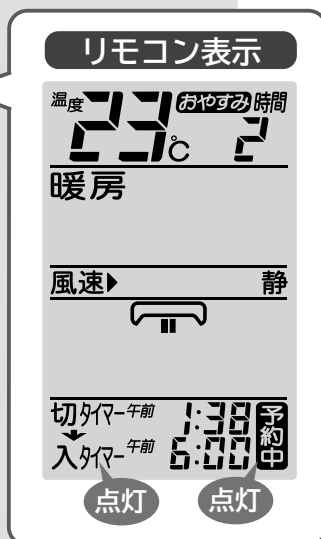 リモコン表示
温度 23℃ おやすみ 時間 2
暖房
風速▶ 静
切タイマー 午前 1:38 予約中
入タイマー 午前 6:00
点灯 点灯